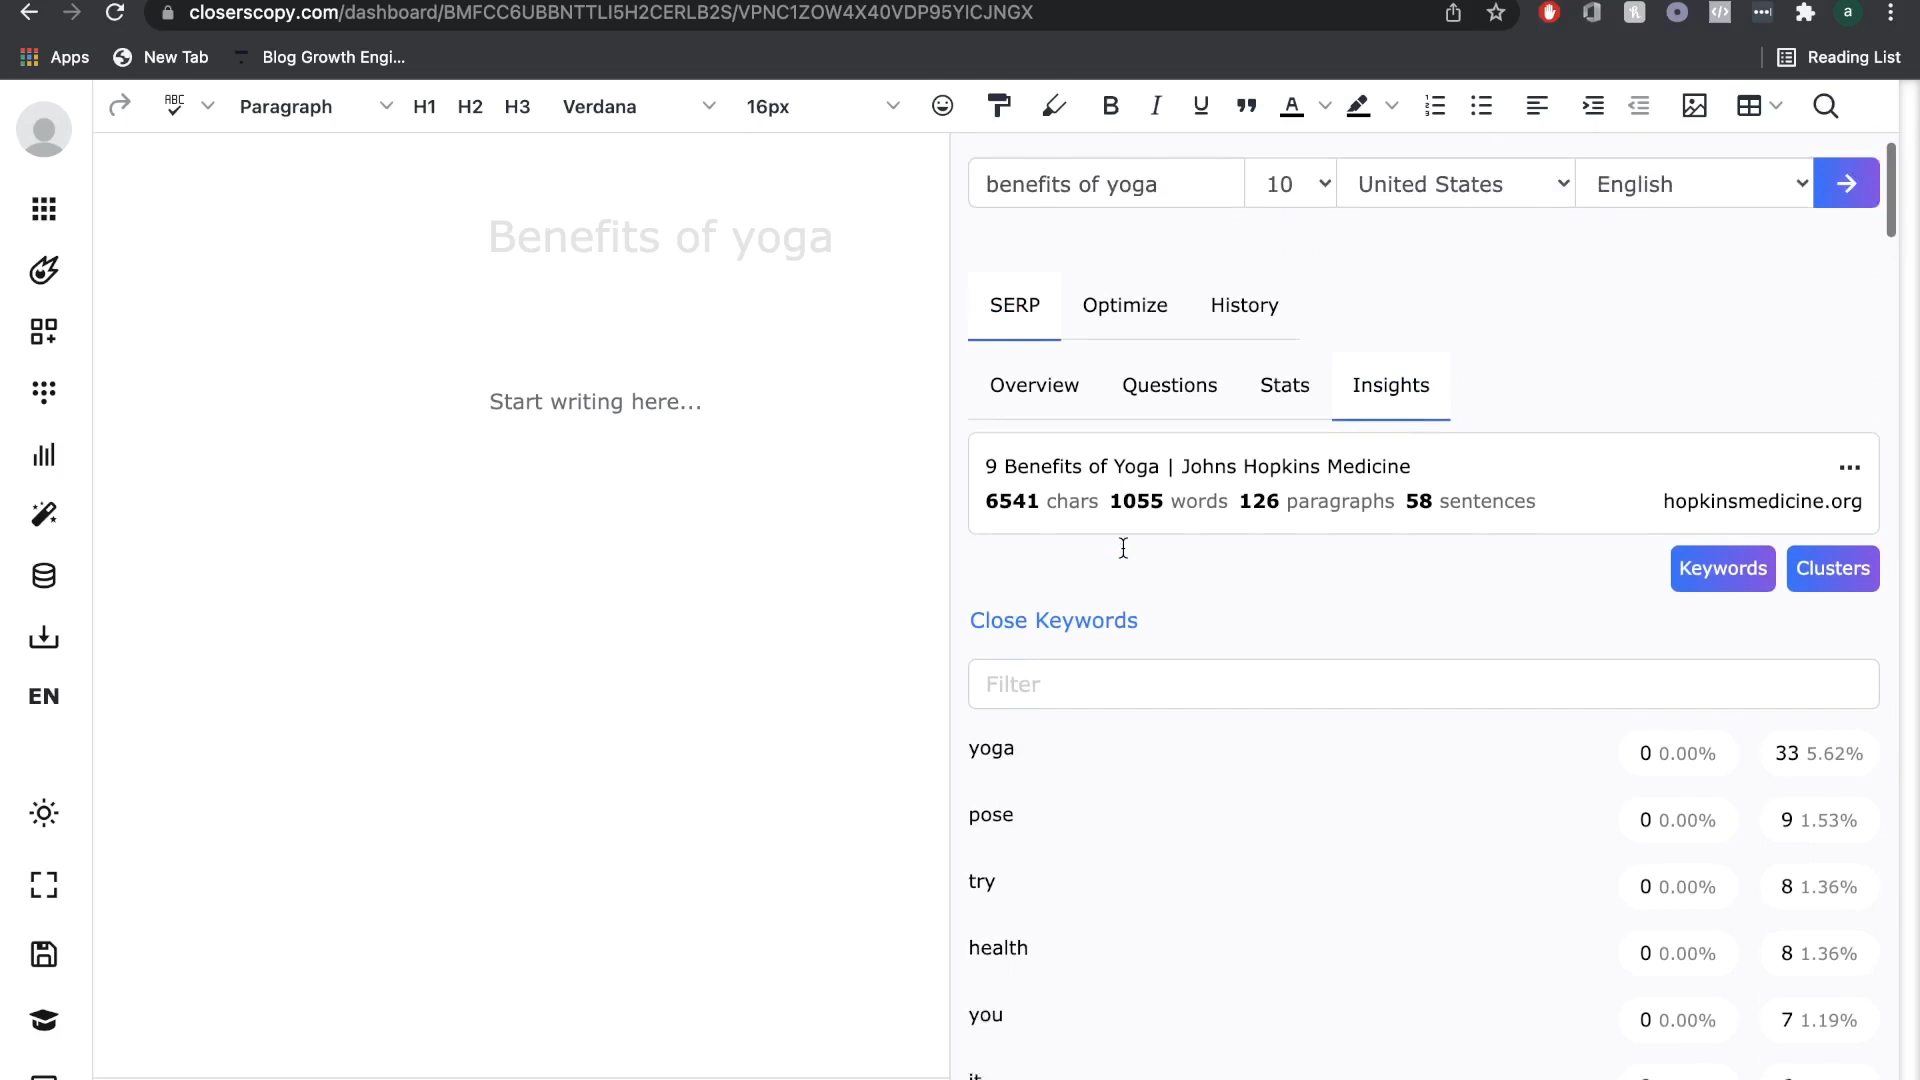 closerscopy.com/dashboard/BMFCC6UBBNTTLI5H2CERLB2S/VPNC1ZOW4X40VDP95YICJNGX
a
Apps New Tab Blog Growth Engi... Reading List
ABC Paragraph H1 H2 H3 Verdana 16px B I U A
benefits of yoga 10 United States English
Benefits of yoga
Start writing here...
SERP Optimize History
Overview Questions Stats Insights
9 Benefits of Yoga | Johns Hopkins Medicine
6541 chars 1055 words 126 paragraphs 58 sentences hopkinsmedicine.org
Keywords Clusters
Close Keywords
Filter
yoga 0 0.00% 33 5.62%
pose 0 0.00% 9 1.53%
try 0 0.00% 8 1.36%
health 0 0.00% 8 1.36%
you 0 0.00% 7 1.19%
EN